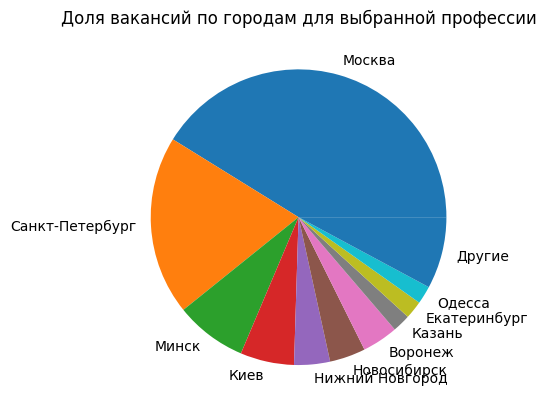 Доля вакансий по городам для выбранной профессии
Москва
Санкт-Петербург
Минск
Киев
Нижний Новгород
Новосибирск
Воронеж
Казань
Екатеринбург
Одесса
Другие